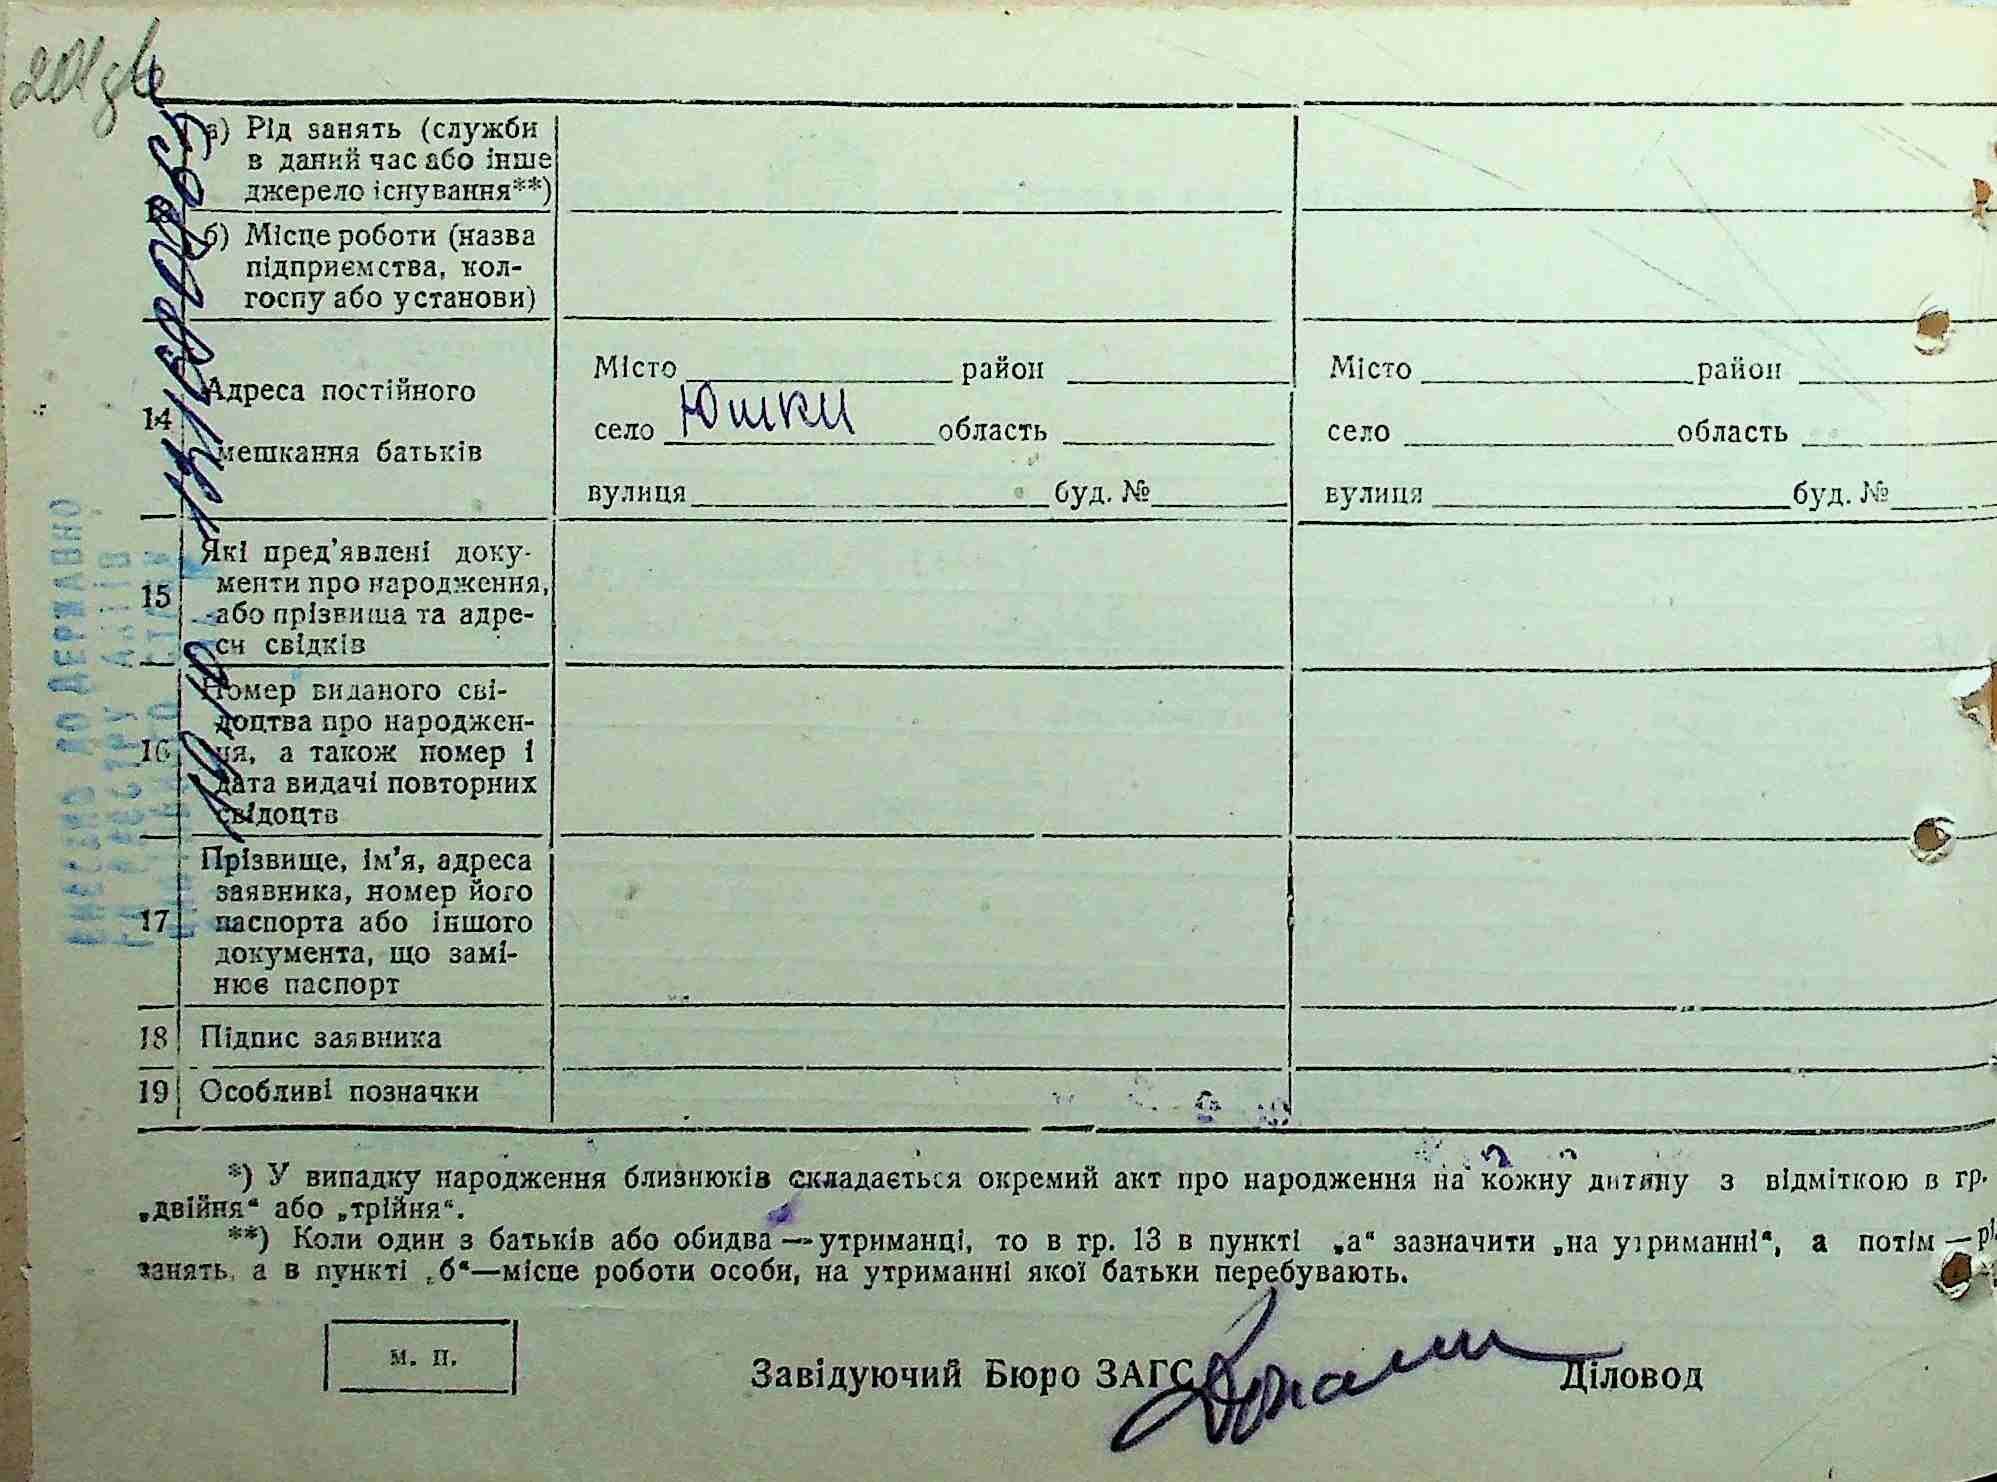 а) Рід занять (служби
в даний час або інше
джерело існування**)
13
б) Місце роботи (назва
підприємства, кол-
госпу або установи)
14
Адреса постійного
мешкання батьків
Місто район
село Юшки область
вулиця буд. №
Місто район
село область
вулиця буд. №
15
Які пред'явлені доку-
менти про народження,
або прізвища та адре-
си свідків
16
Номер виданого сві-
доцтва про народжен-
ня, а також номер і
дата видачі повторних
свідоцтв
17
Прізвище, ім'я, адреса
заявника, номер його
паспорта або іншого
документа, що замі-
нює паспорт
18 Підпис заявника
19 Особливі позначки
*) У випадку народження близнюків складається окремий акт про народження на кожну дитину з відміткою в гр.
„двійня“ або „трійня“.
**) Коли один з батьків або обидва — утриманці, то в гр. 13 в пункті „а“ зазначити „на утриманні“, а потім — рі
занять, а в пункті „б“—місце роботи особи, на утриманні якої батьки перебувають.
м. п.
Завідуючий Бюро ЗАГС Діловод
ВНЕСЕНО ДО ДЕРЖАВНО